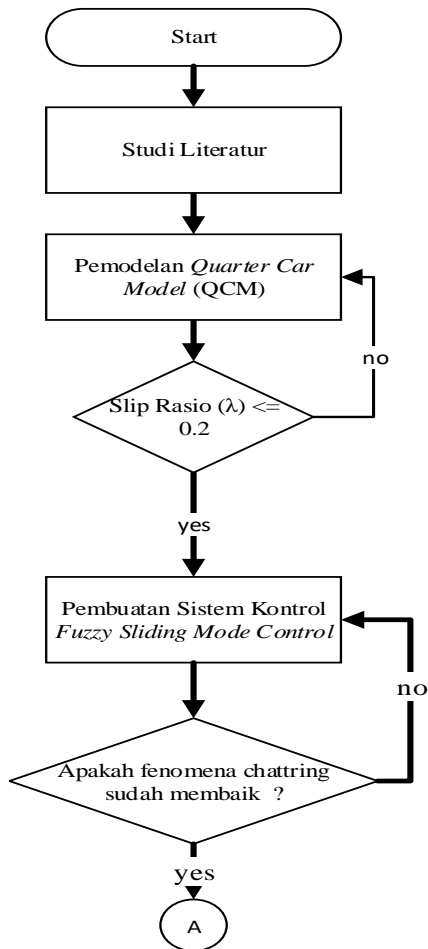 Start
Studi Literatur
Pemodelan Quarter Car
Model (QCM)
no
Slip Rasio (λ) <=
0.2
yes
Pembuatan Sistem Kontrol
Fuzzy Sliding Mode Control
no
Apakah fenomena chattring
sudah membaik ?
yes
A